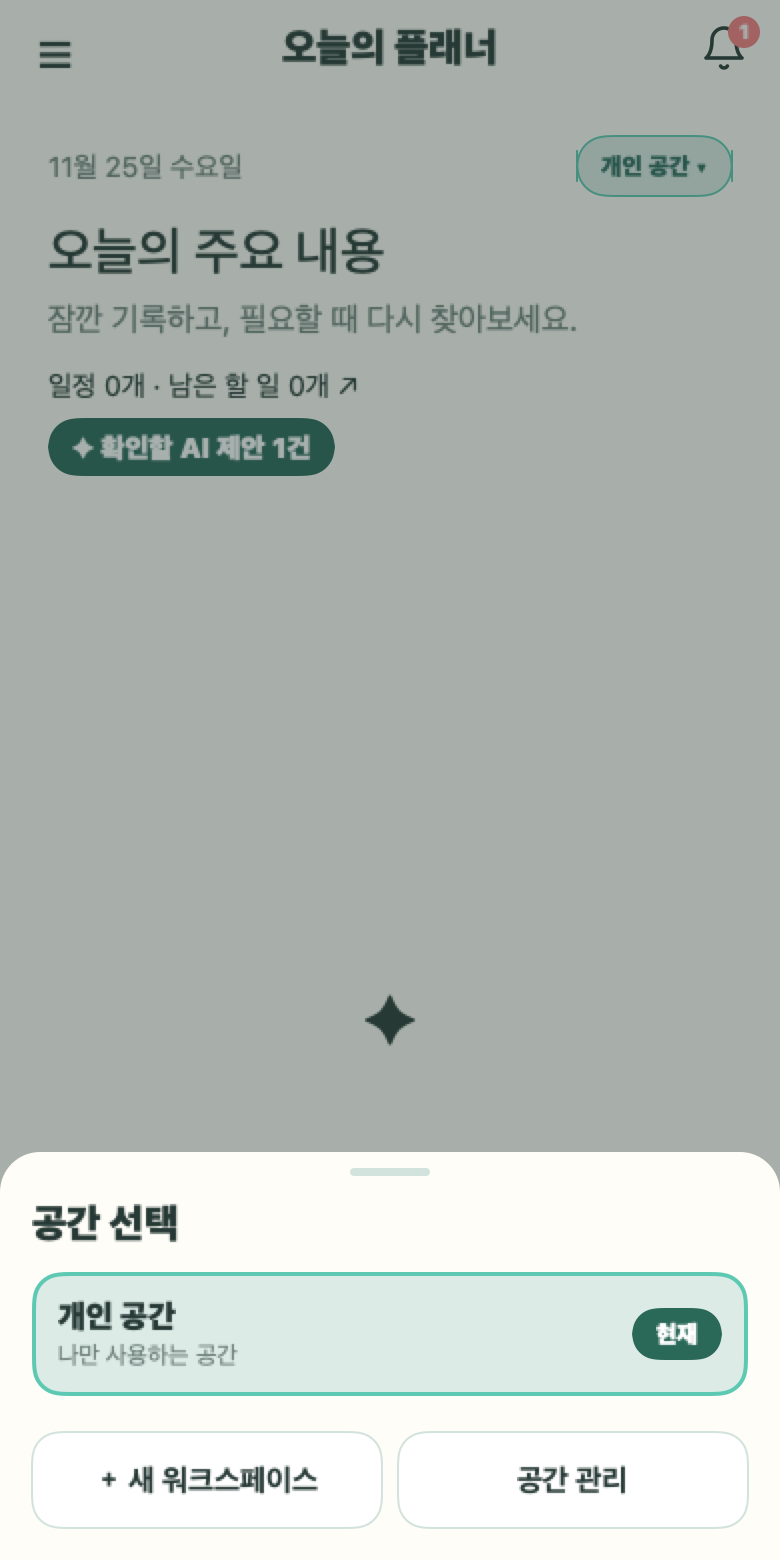 오늘의 플래너
1
11월 25일 수요일
개인 공간 ▾
오늘의 주요 내용
잠깐 기록하고, 필요할 때 다시 찾아보세요.
일정 0개 · 남은 할 일 0개 ↗
✦ 확인할 AI 제안 1건
공간 선택
개인 공간
나만 사용하는 공간
현재
+ 새 워크스페이스
공간 관리